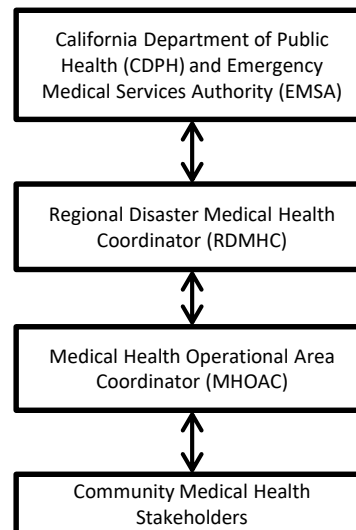 California Department of Public
Health (CDPH) and Emergency
Medical Services Authority (EMSA)
Regional Disaster Medical Health
Coordinator (RDMHC)
Medical Health Operational Area
Coordinator (MHOAC)
Community Medical Health
Stakeholders